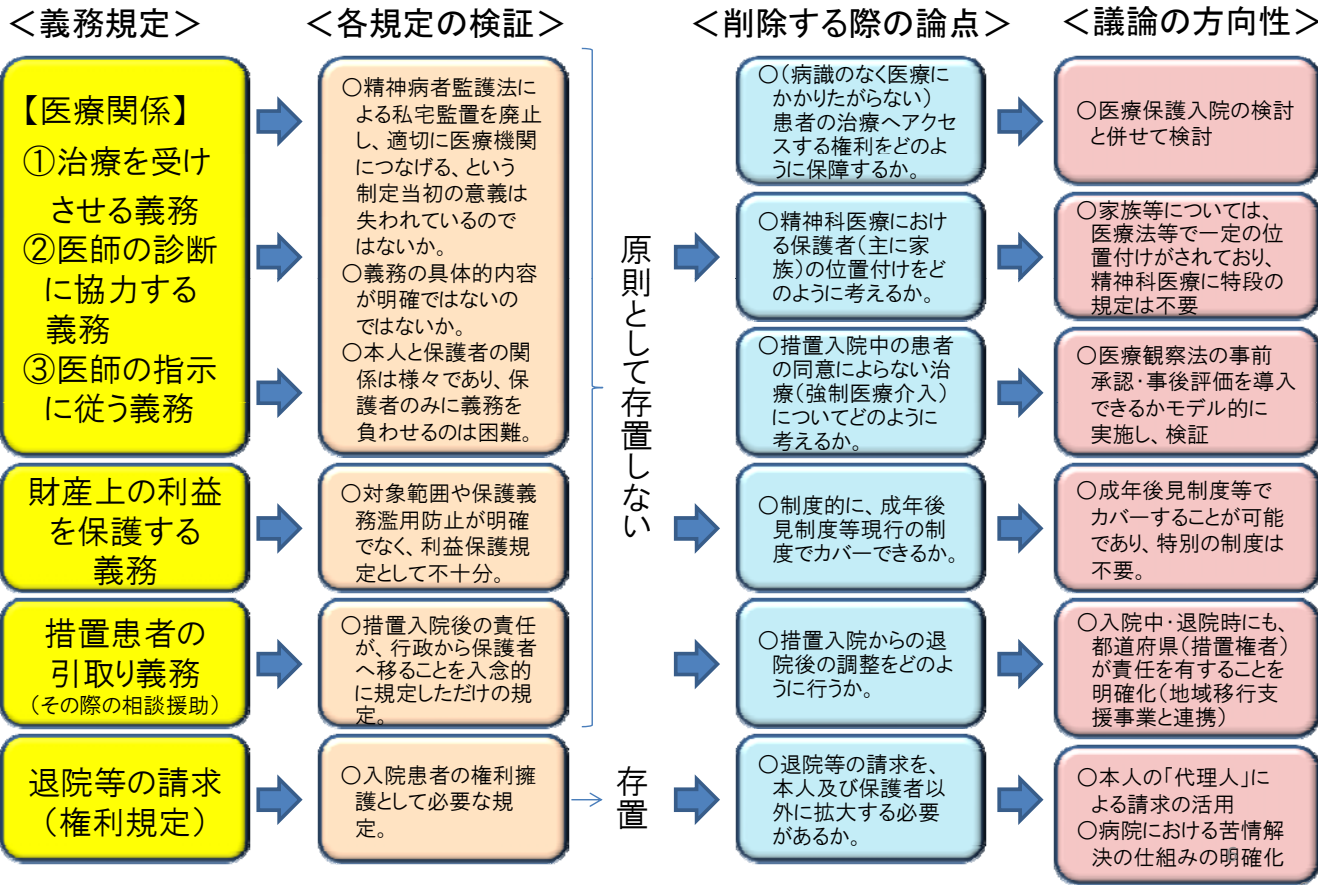 ＜義務規定＞
＜各規定の検証＞
＜削除する際の論点＞
＜議論の方向性＞
【医療関係】
①治療を受け
させる義務
②医師の診断
に協力する
義務
③医師の指示
に従う義務
○精神病者監護法に
よる私宅監置を廃止
し、適切に医療機関
につなげる、という
制定当初の意義は
失われているので
はないか。
○義務の具体的内容
が明確ではないの
ではないか。
○本人と保護者の関
係は様々であり、保
護者のみに義務を
負わせるのは困難。
原則として存置しない
○（病識のなく医療に
かかりたがらない）
患者の治療へアクセ
スする権利をどのよ
うに保障するか。
○医療保護入院の検討
と併せて検討
○精神科医療におけ
る保護者（主に家
族）の位置付けをど
のように考えるか。
○家族等については、
医療法等で一定の位
置付けがされており、
精神科医療に特段の
規定は不要
○措置入院中の患者
の同意によらない治
療（強制医療介入）
についてどのように
考えるか。
○医療観察法の事前
承認・事後評価を導入
できるかモデル的に
実施し、検証
財産上の利益
を保護する
義務
○対象範囲や保護義
務濫用防止が明確
でなく、利益保護規
定として不十分。
○制度的に、成年後
見制度等現行の制
度でカバーできるか。
○成年後見制度等で
カバーすることが可能
であり、特別の制度は
不要。
措置患者の
引取り義務
（その際の相談援助）
○措置入院後の責任
が、行政から保護者
へ移ることを入念的
に規定しただけの規
定。
○措置入院からの退
院後の調整をどのよ
うに行うか。
○入院中・退院時にも、
都道府県（措置権者）
が責任を有することを
明確化（地域移行支
援事業と連携）
退院等の請求
（権利規定）
○入院患者の権利擁
護として必要な規
定。
存置
○退院等の請求を、
本人及び保護者以
外に拡大する必要
があるか。
○本人の「代理人」に
よる請求の活用
○病院における苦情解
決の仕組みの明確化